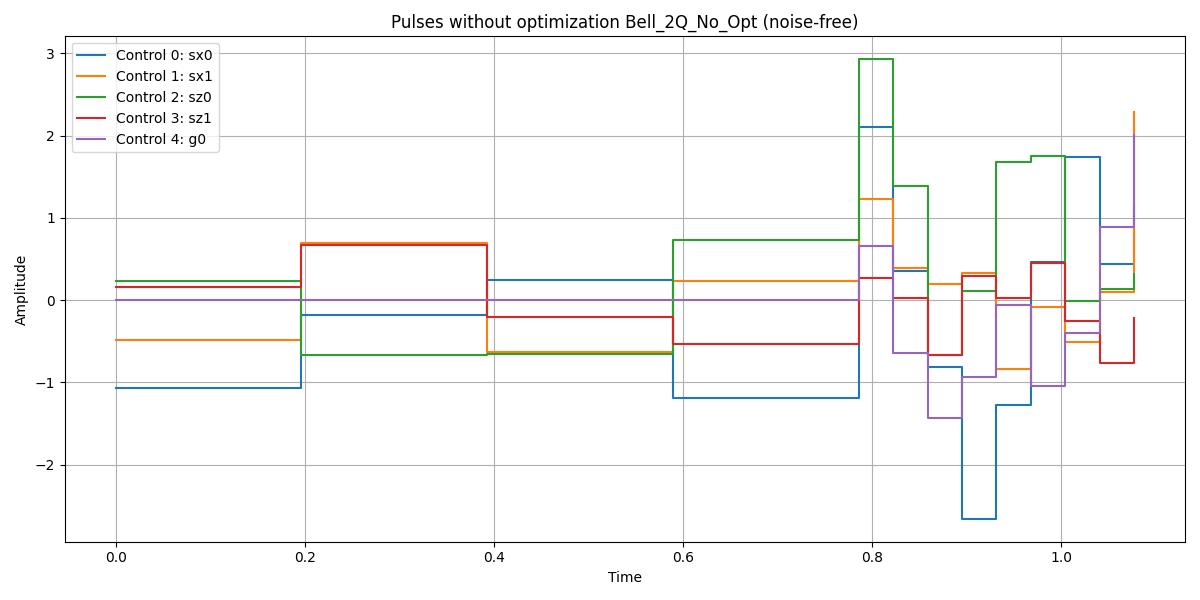 Pulses without optimization Bell_2Q_No_Opt (noise-free)
Control 0: sx0
Control 1: sx1
Control 2: sz0
Control 3: sz1
Control 4: g0
Amplitude
3
2
1
0
−1
−2
0.0
0.2
0.4
0.6
0.8
1.0
Time